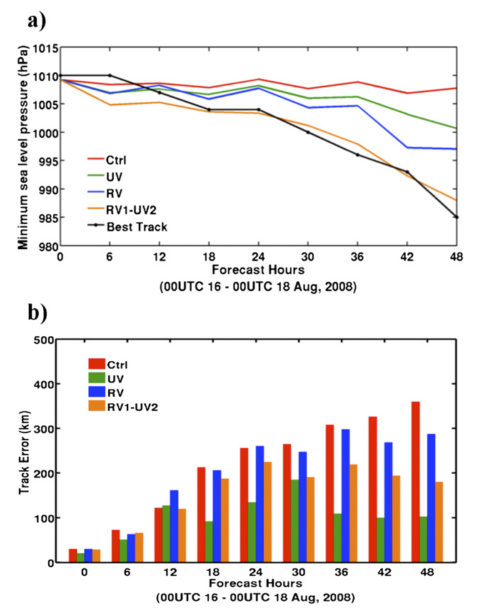 a)
Minimum sea level pressure (hPa)
1015
1010
1005
1000
995
990
985
980
Ctrl
UV
RV
RV1-UV2
Best Track
0 6 12 18 24 30 36 42 48
Forecast Hours
(00UTC 16 - 00UTC 18 Aug, 2008)
b)
Track Error (km)
500
400
300
200
100
0
Ctrl
UV
RV
RV1-UV2
0 6 12 18 24 30 36 42 48
Forecast Hours
(00UTC 16 - 00UTC 18 Aug, 2008)